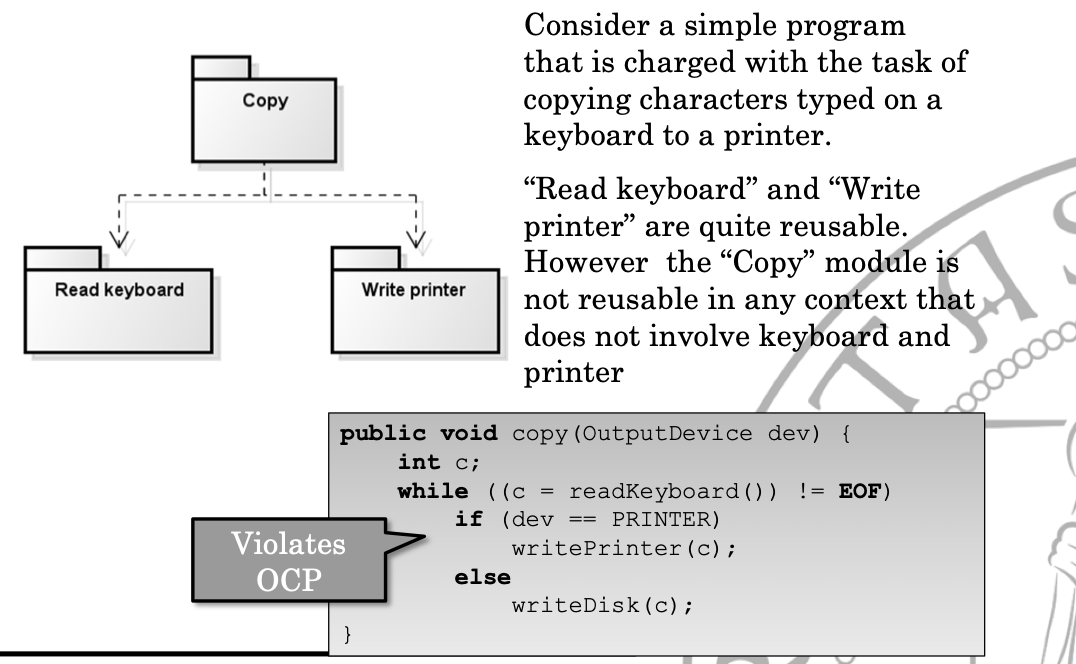 Copy
Read keyboard
Write printer
Consider a simple program
that is charged with the task of
copying characters typed on a
keyboard to a printer.
“Read keyboard” and “Write
printer” are quite reusable.
However  the “Copy” module is
not reusable in any context that
does not involve keyboard and
printer
public void copy(OutputDevice dev) {
    int c;
    while ((c = readKeyboard()) != EOF)
        if (dev == PRINTER)
            writePrinter(c);
        else
            writeDisk(c);
}
Violates
OCP
TAS